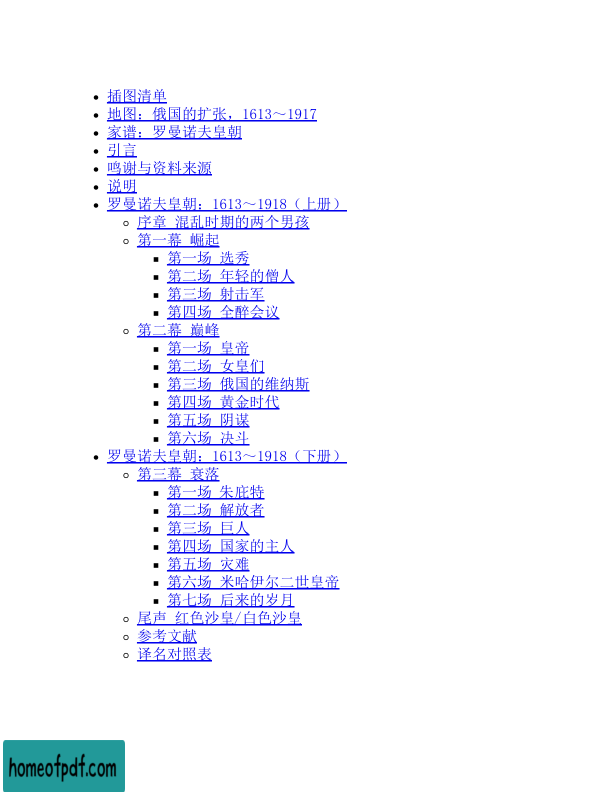 插图清单
地图：俄国的扩张，1613～1917
家谱：罗曼诺夫皇朝
引言
鸣谢与资料来源
说明
罗曼诺夫皇朝：1613～1918（上册）
序章 混乱时期的两个男孩
第一幕 崛起
第一场 选秀
第二场 年轻的僧人
第三场 射击军
第四场 全醉会议
第二幕 巅峰
第一场 皇帝
第二场 女皇们
第三场 俄国的维纳斯
第四场 黄金时代
第五场 阴谋
第六场 决斗
罗曼诺夫皇朝：1613～1918（下册）
第三幕 衰落
第一场 朱庇特
第二场 解放者
第三场 巨人
第四场 国家的主人
第五场 灾难
第六场 米哈伊尔二世皇帝
第七场 后来的岁月
尾声 红色沙皇/白色沙皇
参考文献
译名对照表
homeofpdf.com